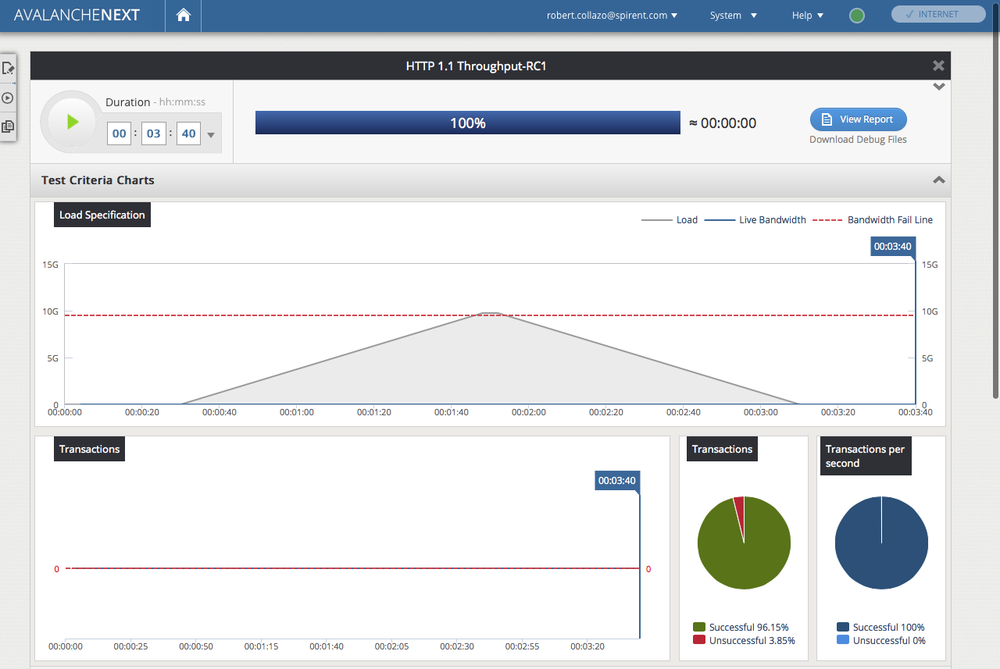 AVALANCHENEXT
robert.collazo@spirent.com
System
Help
INTERNET
HTTP 1.1 Throughput-RC1
Duration - hh:mm:ss
00 : 03 : 40
100%
≈ 00:00:00
View Report
Download Debug Files
Test Criteria Charts
Load Specification
Load
Live Bandwidth
Bandwidth Fail Line
00:03:40
15G
15G
10G
10G
5G
5G
0
0
00:00:00 00:00:20 00:00:40 00:01:00 00:01:20 00:01:40 00:02:00 00:02:20 00:02:40 00:03:00 00:03:20 00:03:40
Transactions
00:03:40
0
0
00:00:00 00:00:25 00:00:50 00:01:15 00:01:40 00:02:05 00:02:30 00:02:55 00:03:20
Transactions
Successful 96.15%
Unsuccessful 3.85%
Transactions per
second
Successful 100%
Unsuccessful 0%